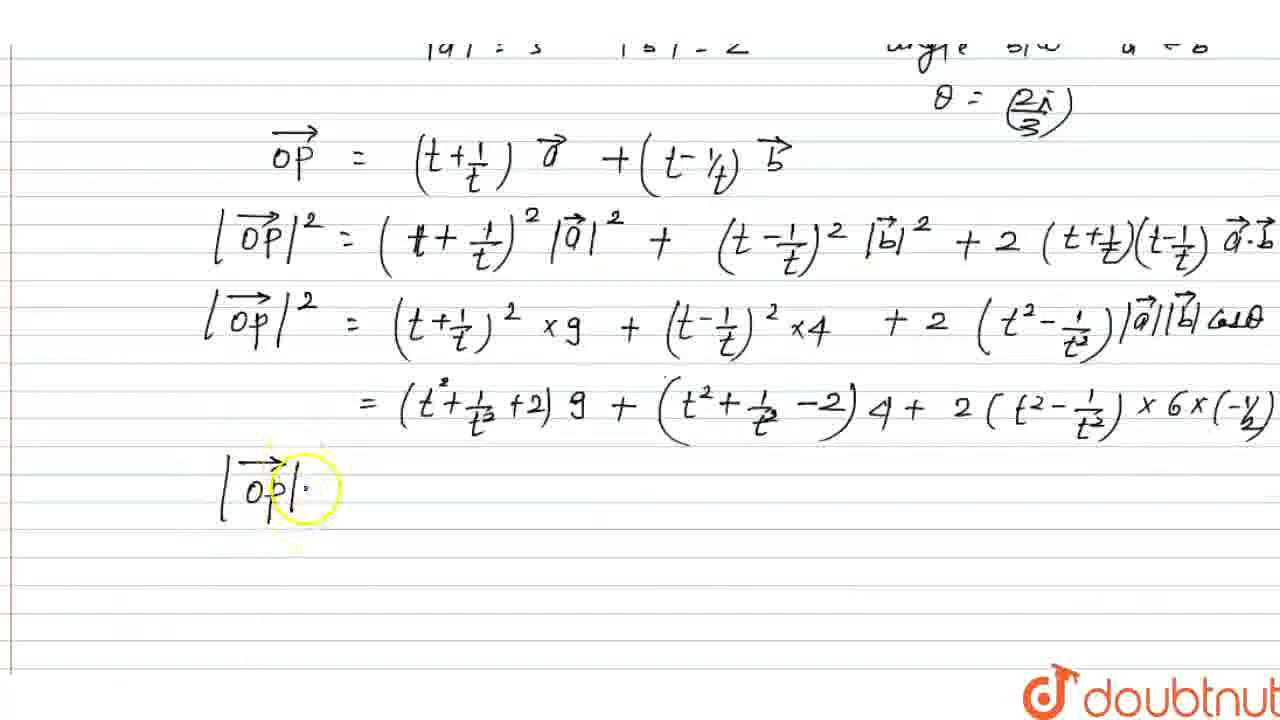 θ = (2π/3)
→OP = (t + 1/t) →a + (t - 1/t) →b
|→OP|² = (t + 1/t)² |→a|² + (t - 1/t)² |→b|² + 2 (t + 1/t)(t - 1/t) →a·→b
|→OP|² = (t + 1/t)² × 9 + (t - 1/t)² × 4 + 2 (t² - 1/t²) |→a||→b| cosθ
= (t² + 1/t² + 2) 9 + (t² + 1/t² - 2) 4 + 2 (t² - 1/t²) × 6 × (-1/2)
|→OP|
doubtnut